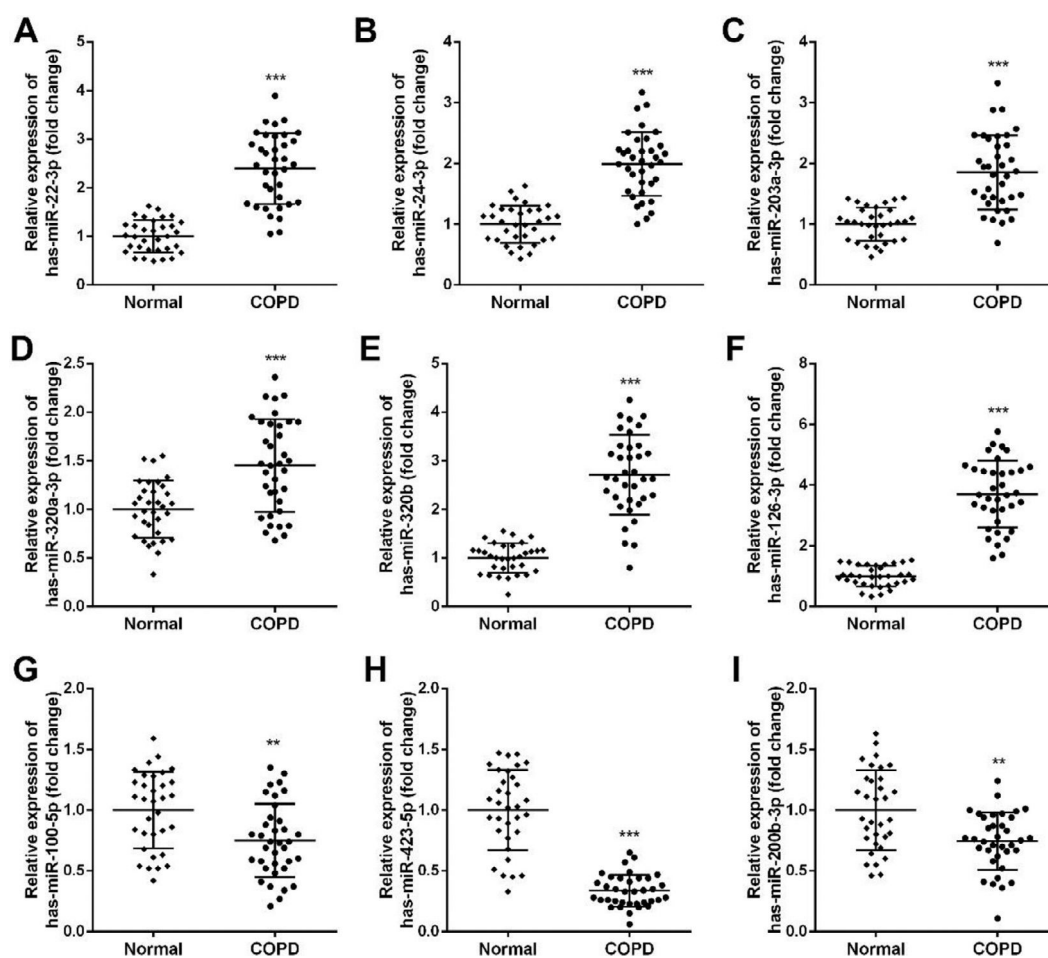 A
Relative expression of
has-miR-22-3p (fold change)
5
4
3
2
1
0
***
Normal
COPD
B
Relative expression of
has-miR-24-3p (fold change)
4
3
2
1
0
***
Normal
COPD
C
Relative expression of
has-miR-203a-3p (fold change)
4
3
2
1
0
***
Normal
COPD
D
Relative expression of
has-miR-320a-3p (fold change)
2.5
2.0
1.5
1.0
0.5
0.0
***
Normal
COPD
E
Relative expression of
has-miR-320b (fold change)
5
4
3
2
1
0
***
Normal
COPD
F
Relative expression of
has-miR-126-3p (fold change)
8
6
4
2
0
***
Normal
COPD
G
Relative expression of
has-miR-100-5p (fold change)
2.0
1.5
1.0
0.5
0.0
**
Normal
COPD
H
Relative expression of
has-miR-423-5p (fold change)
2.0
1.5
1.0
0.5
0.0
***
Normal
COPD
I
Relative expression of
has-miR-200b-3p (fold change)
2.0
1.5
1.0
0.5
0.0
**
Normal
COPD